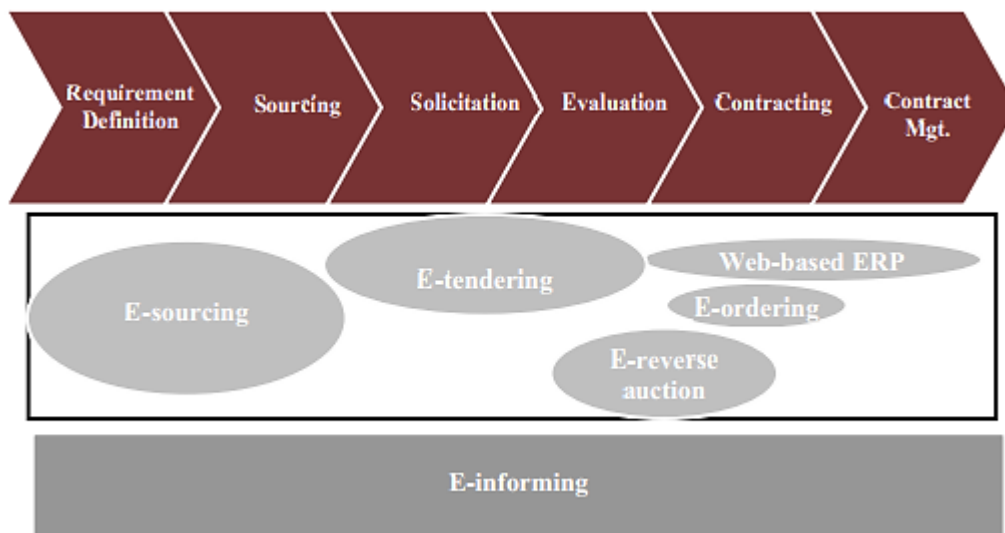 Requirement
Definition
Sourcing
Solicitation
Evaluation
Contracting
Contract
Mgt.
E-sourcing
E-tendering
Web-based ERP
E-ordering
E-reverse
auction
E-informing